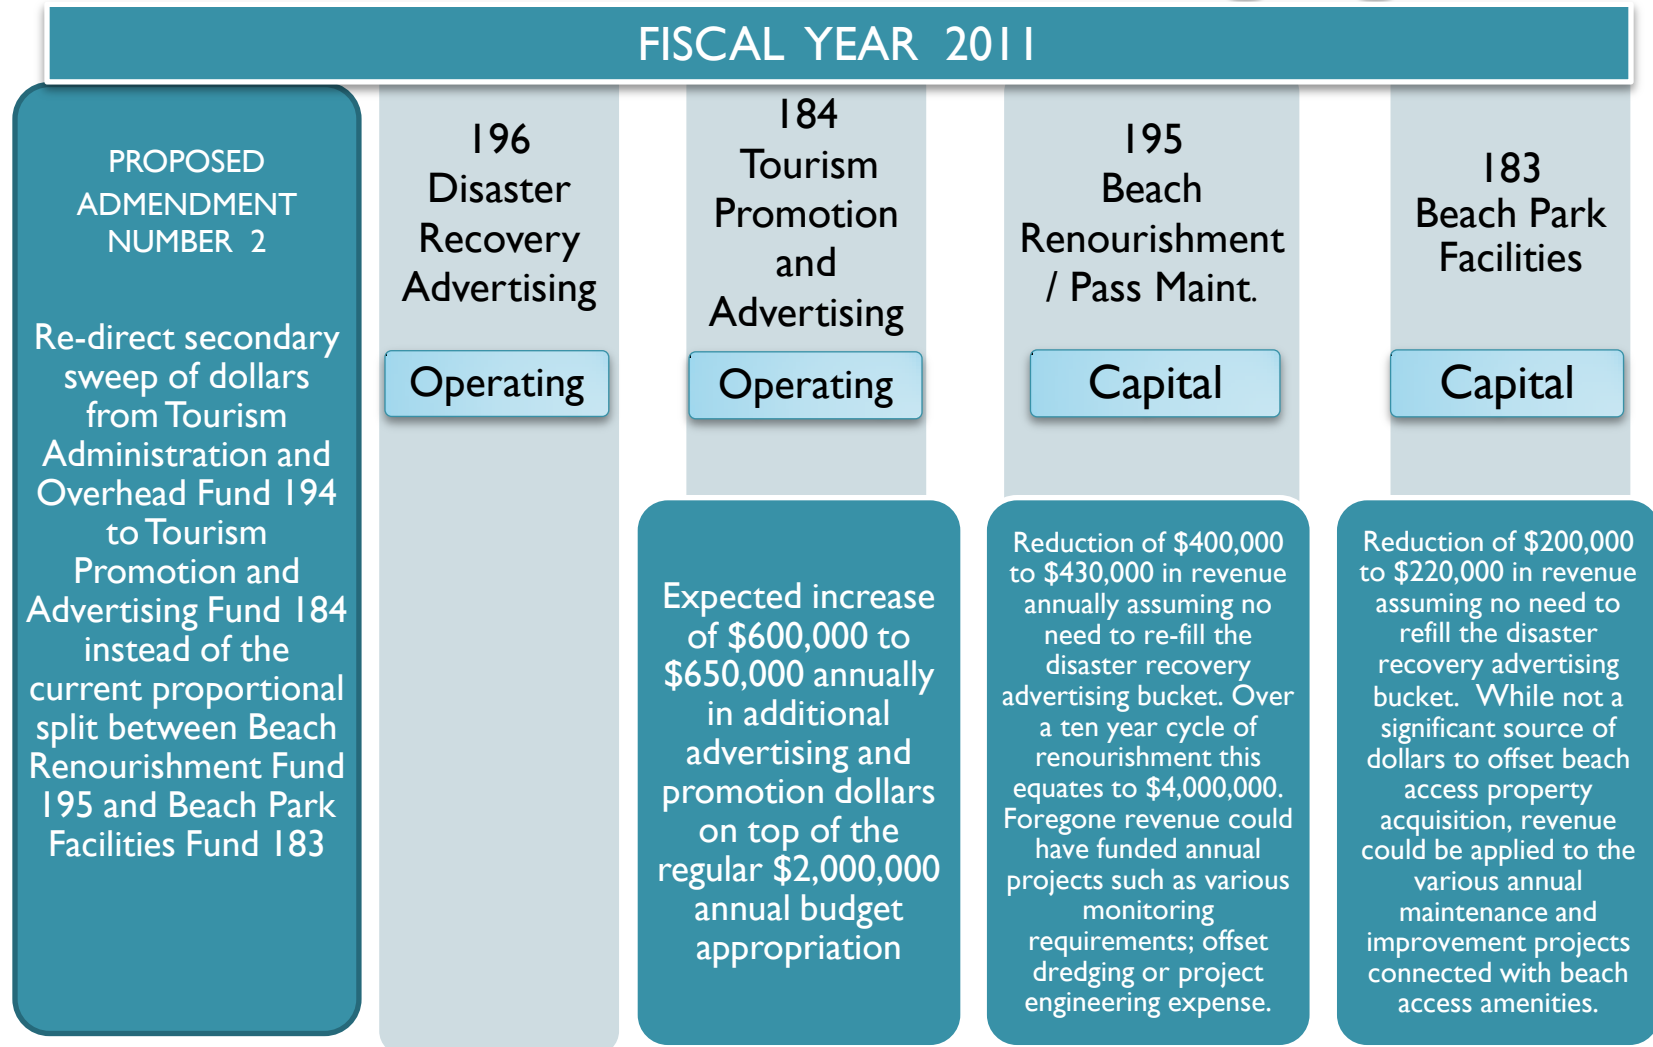 FISCAL YEAR 2011
PROPOSED
ADMENDMENT
NUMBER 2
Re-direct secondary
sweep of dollars
from Tourism
Administration and
Overhead Fund 194
to Tourism
Promotion and
Advertising Fund 184
instead of the
current proportional
split between Beach
Renourishment Fund
195 and Beach Park
Facilities Fund 183
196
Disaster
Recovery
Advertising
Operating
184
Tourism
Promotion
and
Advertising
Operating
Expected increase
of $600,000 to
$650,000 annually
in additional
advertising and
promotion dollars
on top of the
regular $2,000,000
annual budget
appropriation
195
Beach
Renourishment
/ Pass Maint.
Capital
Reduction of $400,000
to $430,000 in revenue
annually assuming no
need to re-fill the
disaster recovery
advertising bucket. Over
a ten year cycle of
renourishment this
equates to $4,000,000.
Foregone revenue could
have funded annual
projects such as various
monitoring
requirements; offset
dredging or project
engineering expense.
183
Beach Park
Facilities
Capital
Reduction of $200,000
to $220,000 in revenue
assuming no need to
refill the disaster
recovery advertising
bucket. While not a
significant source of
dollars to offset beach
access property
acquisition, revenue
could be applied to the
various annual
maintenance and
improvement projects
connected with beach
access amenities.